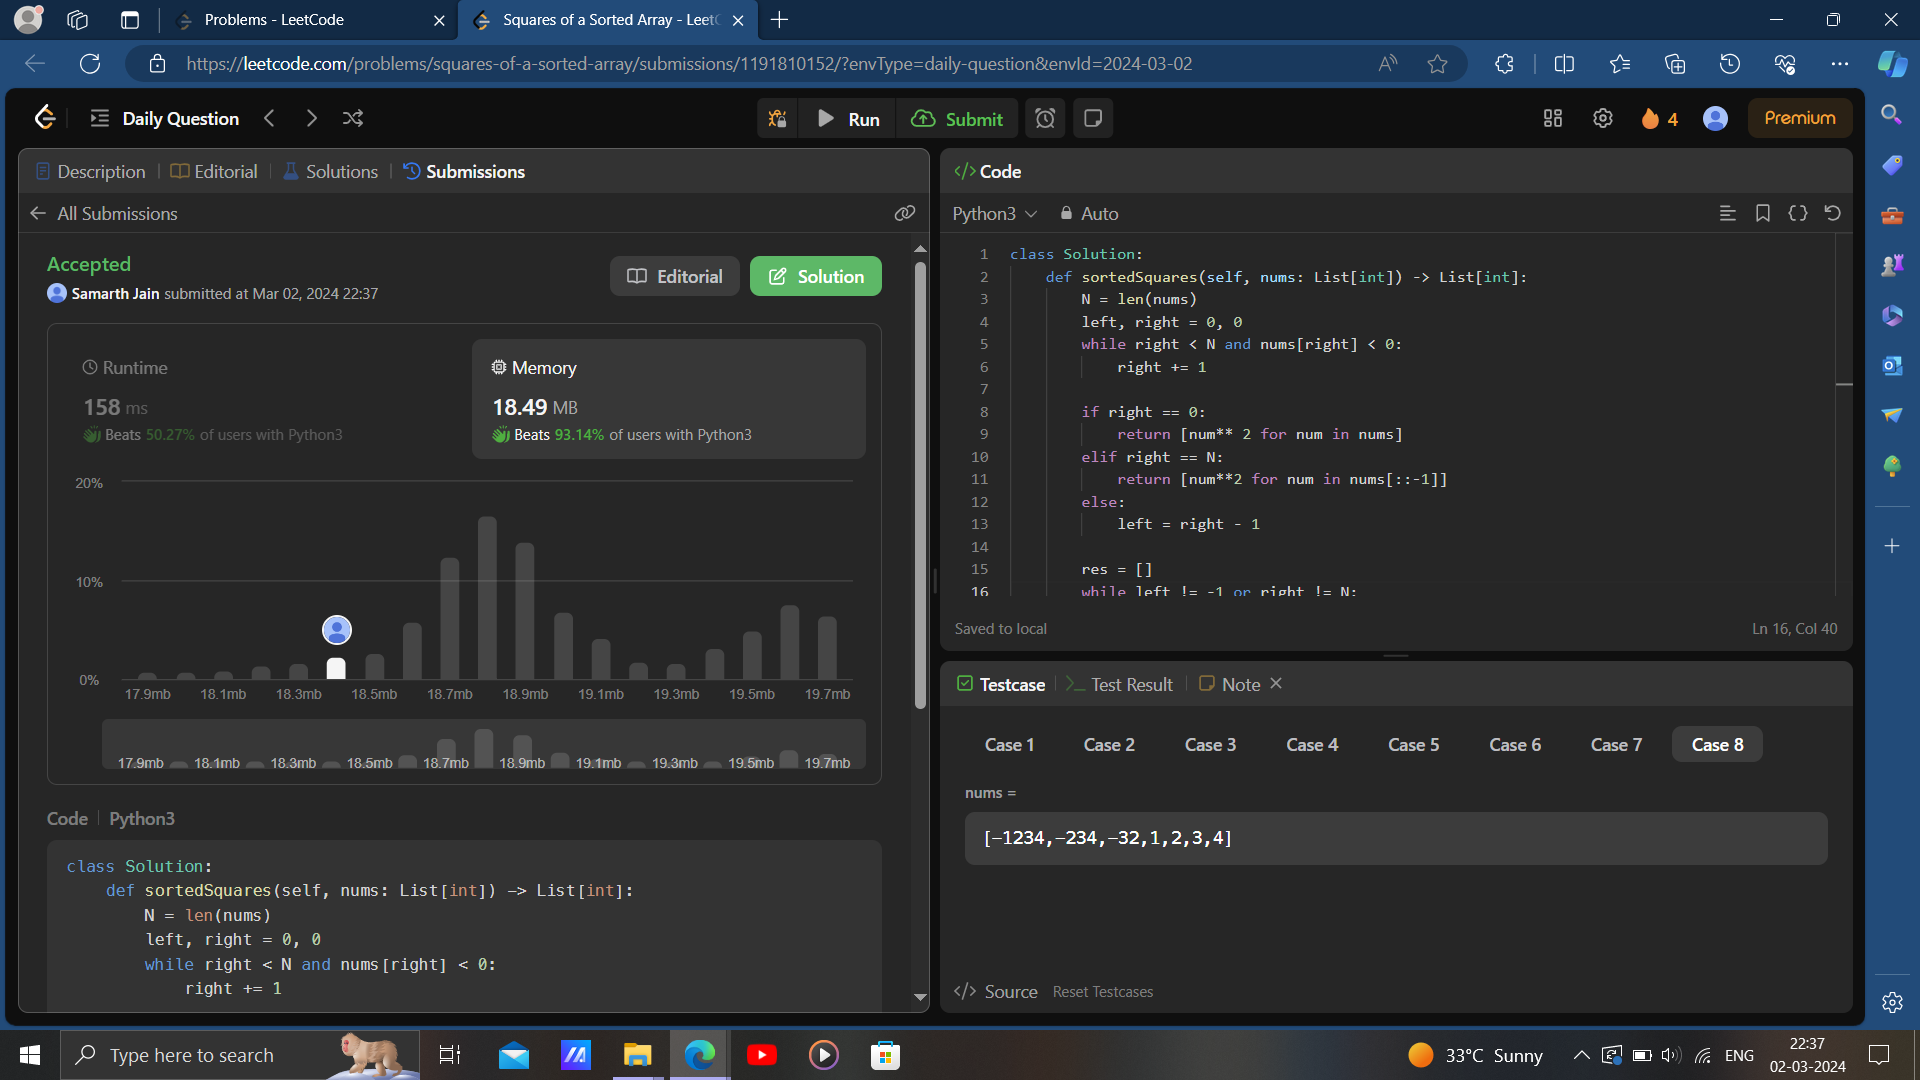 Problems - LeetCode
Squares of a Sorted Array - LeetC
https://leetcode.com/problems/squares-of-a-sorted-array/submissions/1191810152/?envType=daily-question&envId=2024-03-02
Daily Question
Run
Submit
4
Premium
Description
Editorial
Solutions
Submissions
All Submissions
Accepted
Samarth Jain submitted at Mar 02, 2024 22:37
Editorial
Solution
Runtime
158 ms
Beats 50.27% of users with Python3
Memory
18.49 MB
Beats 93.14% of users with Python3
20%
10%
0%
17.9mb 18.1mb 18.3mb 18.5mb 18.7mb 18.9mb 19.1mb 19.3mb 19.5mb 19.7mb
17.9mb 18.1mb 18.3mb 18.5mb 18.7mb 18.9mb 19.1mb 19.3mb 19.5mb 19.7mb
Code | Python3
class Solution:
    def sortedSquares(self, nums: List[int]) -> List[int]:
        N = len(nums)
        left, right = 0, 0
        while right < N and nums[right] < 0:
            right += 1
</> Code
Python3
Auto
1 class Solution:
2     def sortedSquares(self, nums: List[int]) -> List[int]:
3         N = len(nums)
4         left, right = 0, 0
5         while right < N and nums[right] < 0:
6             right += 1
7
8         if right == 0:
9             return [num** 2 for num in nums]
10         elif right == N:
11             return [num**2 for num in nums[::-1]]
12         else:
13             left = right - 1
14
15         res = []
16         while left != -1 or right != N:
Saved to local
Ln 16, Col 40
Testcase
Test Result
Note
Case 1 Case 2 Case 3 Case 4 Case 5 Case 6 Case 7 Case 8
nums =
[-1234,-234,-32,1,2,3,4]
</> Source
Reset Testcases
Type here to search
33°C Sunny
ENG
22:37
02-03-2024